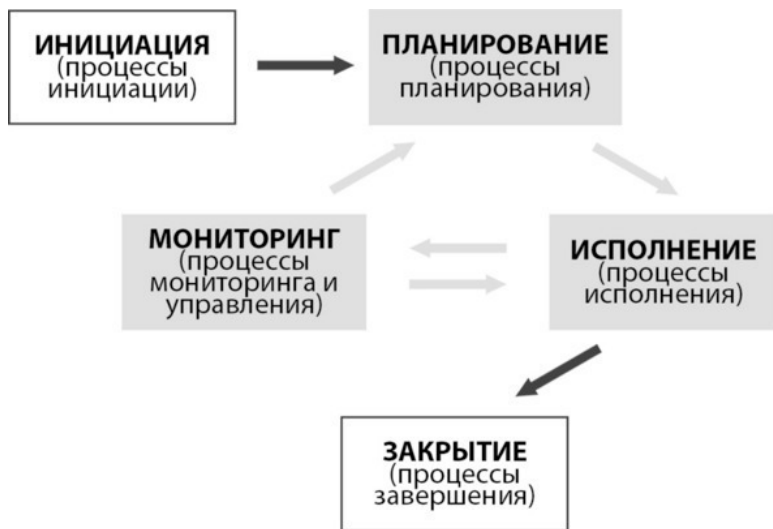 ИНИЦИАЦИЯ
(процессы
инициации)
ПЛАНИРОВАНИЕ
(процессы
планирования)
МОНИТОРИНГ
(процессы
мониторинга и
управления)
ИСПОЛНЕНИЕ
(процессы
исполнения)
ЗАКРЫТИЕ
(процессы
завершения)